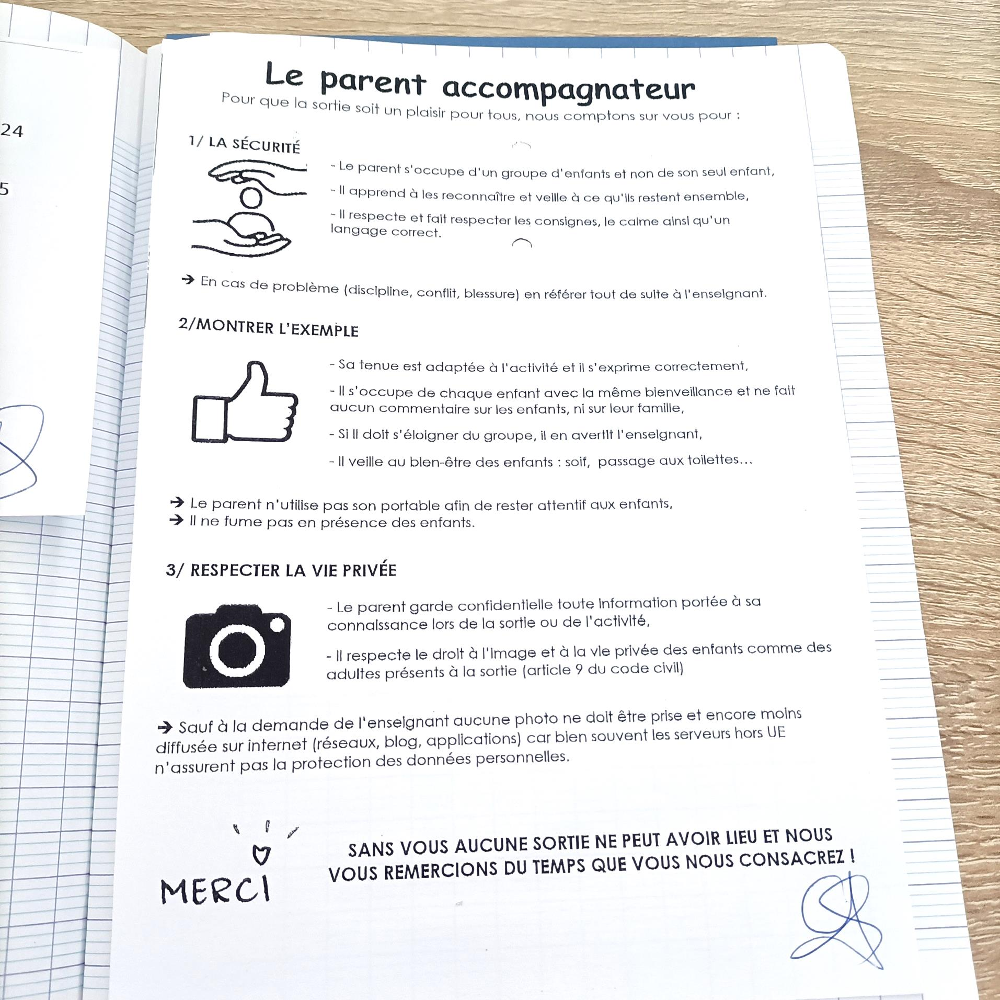 24
5
Le parent accompagnateur
Pour que la sortie soit un plaisir pour tous, nous comptons sur vous pour :
1/ LA SÉCURITÉ
- Le parent s'occupe d'un groupe d'enfants et non de son seul enfant,
- Il apprend à les reconnaître et veille à ce qu'ils restent ensemble,
- Il respecte et fait respecter les consignes, le calme ainsi qu'un
langage correct.
➔ En cas de problème (discipline, conflit, blessure) en référer tout de suite à l'enseignant.
2/MONTRER L'EXEMPLE
- Sa tenue est adaptée à l'activité et il s'exprime correctement,
- Il s'occupe de chaque enfant avec la même bienveillance et ne fait
aucun commentaire sur les enfants, ni sur leur famille,
- Si il doit s'éloigner du groupe, il en avertit l'enseignant,
- Il veille au bien-être des enfants : soif, passage aux toilettes...
➔ Le parent n'utilise pas son portable afin de rester attentif aux enfants,
➔ Il ne fume pas en présence des enfants.
3/ RESPECTER LA VIE PRIVÉE
- Le parent garde confidentielle toute information portée à sa
connaissance lors de la sortie ou de l'activité,
- Il respecte le droit à l'image et à la vie privée des enfants comme des
adultes présents à la sortie (article 9 du code civil)
➔ Sauf à la demande de l'enseignant aucune photo ne doit être prise et encore moins
diffusée sur internet (réseaux, blog, applications) car bien souvent les serveurs hors UE
n'assurent pas la protection des données personnelles.
MERCI
SANS VOUS AUCUNE SORTIE NE PEUT AVOIR LIEU ET NOUS
VOUS REMERCIONS DU TEMPS QUE VOUS NOUS CONSACREZ !